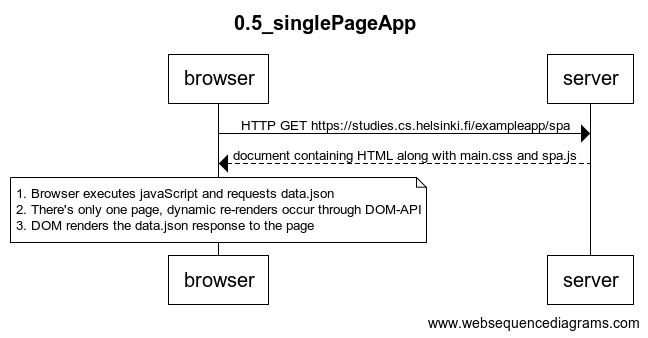 0.5_singlePageApp
browser
server
HTTP GET https://studies.cs.helsinki.fi/exampleapp/spa
document containing HTML along with main.css and spa.js
1. Browser executes javaScript and requests data.json
2. There's only one page, dynamic re-renders occur through DOM-API
3. DOM renders the data.json response to the page
browser
server
www.websequencediagrams.com